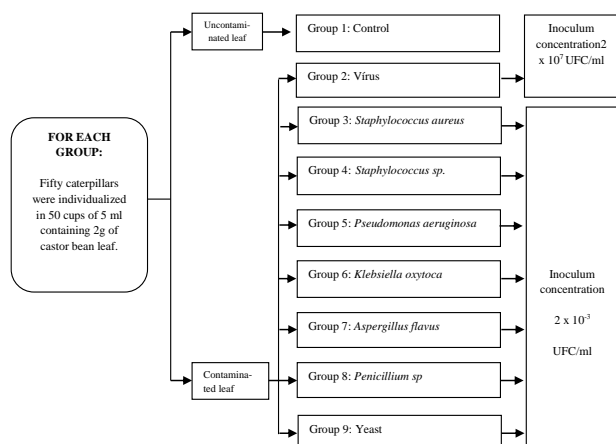 FOR EACH
GROUP:
Fifty caterpillars
were individualized
in 50 cups of 5 ml
containing 2g of
castor bean leaf.
Uncontami-
nated leaf
Group 1: Control
Contamina-
ted leaf
Group 2: Vírus
Inoculum
concentration2
x 10⁷ UFC/ml
Group 3: Staphylococcus aureus
Group 4: Staphylococcus sp.
Group 5: Pseudomonas aeruginosa
Group 6: Klebsiella oxytoca
Group 7: Aspergillus flavus
Group 8: Penicillium sp
Group 9: Yeast
Inoculum
concentration
2 x 10⁻³
UFC/ml